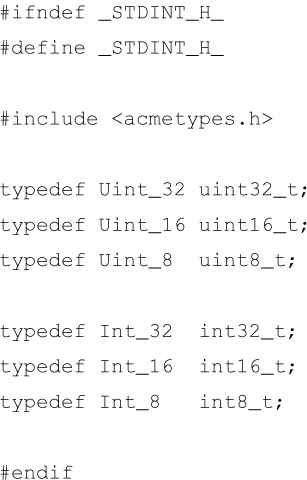 #ifndef _STDINT_H_
#define _STDINT_H_
#include <acmetypes.h>
typedef Uint_32 uint32_t;
typedef Uint_16 uint16_t;
typedef Uint_8  uint8_t;
typedef Int_32  int32_t;
typedef Int_16  int16_t;
typedef Int_8   int8_t;
#endif